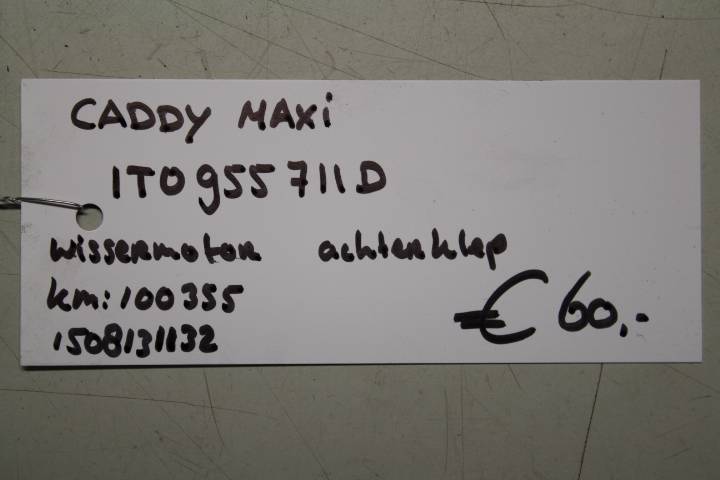 CADDY MAXi
1T0955711D
wissermotor achterklep
km: 100355
1508131132
€ 60,-